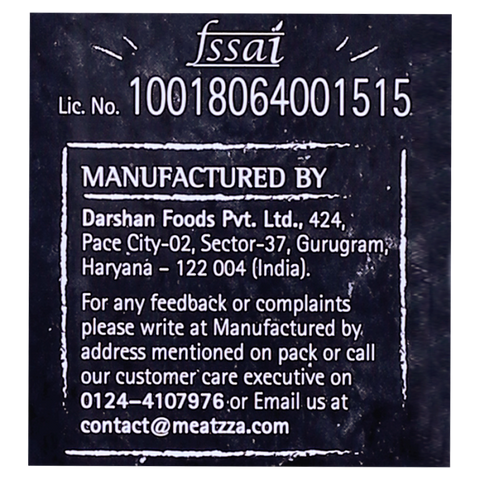 fssai
Lic. No. 10018064001515
MANUFACTURED BY
Darshan Foods Pvt. Ltd., 424,
Pace City-02, Sector-37, Gurugram,
Haryana – 122 004 (India).
For any feedback or complaints
please write at Manufactured by
address mentioned on pack or call
our customer care executive on
0124–4107976 or Email us at
contact@meatzza.com